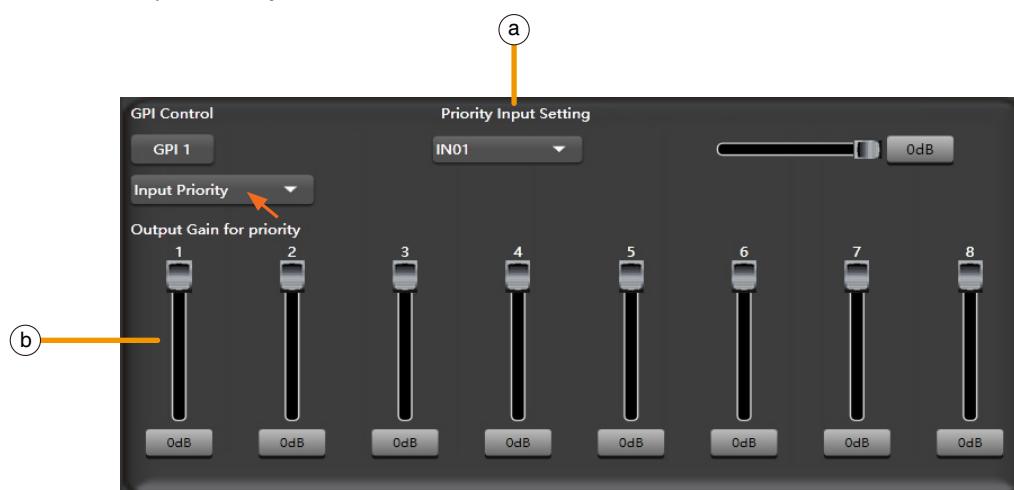 a
GPI Control
Priority Input Setting
GPI 1
IN01
0dB
Input Priority
Output Gain for priority
1 2 3 4 5 6 7 8
b
0dB 0dB 0dB 0dB 0dB 0dB 0dB 0dB